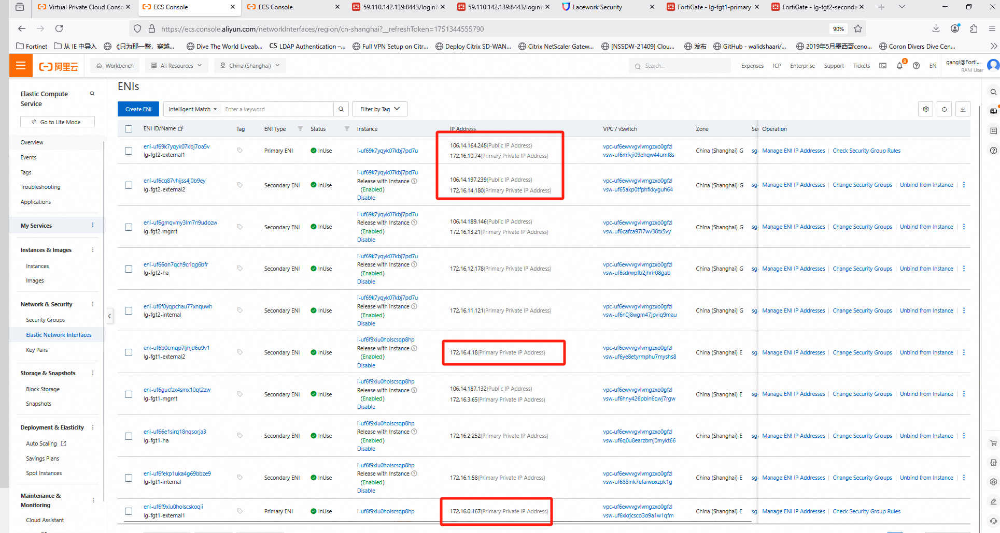 Virtual Private Cloud Conso
ECS Console
ECS Console
59.110.142.139:8443/login?
59.110.142.139:8443/login?
Lacework Security
FortiGate - lg-fgt1-primary
FortiGate - lg-fgt2-seconda
https://ecs.console.aliyun.com/networkInterfaces/region/cn-shanghai?__refreshToken=1751344555790
90%
Fortinet
从 IE 中导入
《只为那一瞥，穿越...
Dive The World Liveab...
CS LDAP Authentication –...
Full VPN Setup on Citr...
Deploy Citrix SD-WAN...
Citrix NetScaler Gatew...
[NSSDW-21409] Clou...
发布
GitHub - walidshaari/...
2019年5月墨西哥ceno...
Coron Divers Dive Cen...
阿里云
Workbench
All Resources
China (Shanghai)
Search...
Expenses
ICP
Enterprise
Support
Tickets
8
EN
gangl@Forti...
RAM User
Elastic Compute
Service
Go to Lite Mode
Overview
Events
Tags
Troubleshooting
Applications
My Services
Instances & Images
Instances
Images
Network & Security
Security Groups
Elastic Network Interfaces
Key Pairs
Storage & Snapshots
Block Storage
Snapshots
Deployment & Elasticity
Auto Scaling
Savings Plans
Spot Instances
Maintenance &
Monitoring
Cloud Assistant
ENIs
Create ENI
Intelligent Match
Enter a keyword
Filter by Tag
ENI ID/Name
Tag
ENI Type
Status
Instance
IP Address
VPC / vSwitch
Zone
Sec
Operation
eni-uf69k7yqyk07kbj7oa5v
lg-fgt2-external1
Primary ENI
InUse
i-uf69k7yqyk07kbj7pd7u
106.14.164.248(Public IP Address)
172.16.10.74(Primary Private IP Address)
vpc-uf6ewvvgvlvmgzxo0gfzl
vsw-uf6mfvji09ehqw44uml8s
China (Shanghai) G
sg-
Manage ENI IP Addresses
Check Security Group Rules
eni-uf6cq87vhijss4j0b9ey
lg-fgt2-external2
Secondary ENI
InUse
i-uf69k7yqyk07kbj7pd7u
Release with Instance
(Enabled)
Disable
106.14.197.239(Public IP Address)
172.16.14.180(Primary Private IP Address)
vpc-uf6ewvvgvlvmgzxo0gfzl
vsw-uf65akp0tfphfkkyguh64
China (Shanghai) G
sg-
Manage ENI IP Addresses
Change Security Groups
Unbind from Instance
eni-uf6gmqvmy3lm7n9udozw
lg-fgt2-mgmt
Secondary ENI
InUse
i-uf69k7yqyk07kbj7pd7u
Release with Instance
(Enabled)
Disable
106.14.189.146(Public IP Address)
172.16.13.21(Primary Private IP Address)
vpc-uf6ewvvgvlvmgzxo0gfzl
vsw-uf6cafca97l7wv38tx5vy
China (Shanghai) G
sg-
Manage ENI IP Addresses
Change Security Groups
Unbind from Instance
eni-uf66on7qch9criqg6bfr
lg-fgt2-ha
Secondary ENI
InUse
i-uf69k7yqyk07kbj7pd7u
Release with Instance
(Enabled)
Disable
172.16.12.178(Primary Private IP Address)
vpc-uf6ewvvgvlvmgzxo0gfzl
vsw-uf6sdrwpfb2jhrir08gab
China (Shanghai) G
sg-
Manage ENI IP Addresses
Change Security Groups
Unbind from Instance
eni-uf6f0yqpchau77xnquwh
lg-fgt2-internal
Secondary ENI
InUse
i-uf69k7yqyk07kbj7pd7u
Release with Instance
(Enabled)
Disable
172.16.11.121(Primary Private IP Address)
vpc-uf6ewvvgvlvmgzxo0gfzl
vsw-uf6n0j8wgm47jpviq9mau
China (Shanghai) G
sg-
Manage ENI IP Addresses
Change Security Groups
Unbind from Instance
eni-uf6b0cmqp7ljhjd6o9v1
lg-fgt1-external2
Secondary ENI
InUse
i-uf6f9xiu0holscsqp8hp
Release with Instance
(Enabled)
Disable
172.16.4.18(Primary Private IP Address)
vpc-uf6ewvvgvlvmgzxo0gfzl
vsw-uf6ye8etyrmphu7myshs8
China (Shanghai) E
sg-
Manage ENI IP Addresses
Change Security Groups
Unbind from Instance
eni-uf6gucfzx4smx10qt2zw
lg-fgt1-mgmt
Secondary ENI
InUse
i-uf6f9xiu0holscsqp8hp
Release with Instance
(Enabled)
Disable
106.14.187.132(Public IP Address)
172.16.3.65(Primary Private IP Address)
vpc-uf6ewvvgvlvmgzxo0gfzl
vsw-uf6hny426pbin6qwj7rgw
China (Shanghai) E
sg-
Manage ENI IP Addresses
Change Security Groups
Unbind from Instance
eni-uf66e1sirq18nqsorja3
lg-fgt1-ha
Secondary ENI
InUse
i-uf6f9xiu0holscsqp8hp
Release with Instance
(Enabled)
Disable
172.16.2.252(Primary Private IP Address)
vpc-uf6ewvvgvlvmgzxo0gfzl
vsw-uf6q0u8earzbmj0mykt66
China (Shanghai) E
sg-
Manage ENI IP Addresses
Change Security Groups
Unbind from Instance
eni-uf6fekp1uka4g69bbze9
lg-fgt1-internal
Secondary ENI
InUse
i-uf6f9xiu0holscsqp8hp
Release with Instance
(Enabled)
Disable
172.16.1.58(Primary Private IP Address)
vpc-uf6ewvvgvlvmgzxo0gfzl
vsw-uf688lnk7efaiwoxzpk1g
China (Shanghai) E
sg-
Manage ENI IP Addresses
Change Security Groups
Unbind from Instance
eni-uf6f9xiu0holscskoqii
lg-fgt1-external1
Primary ENI
InUse
i-uf6f9xiu0holscsqp8hp
172.16.0.167(Primary Private IP Address)
vpc-uf6ewvvgvlvmgzxo0gfzl
vsw-uf6xkrjcsco3o9a1w1qfm
China (Shanghai) E
sg-
Manage ENI IP Addresses
Check Security Group Rules